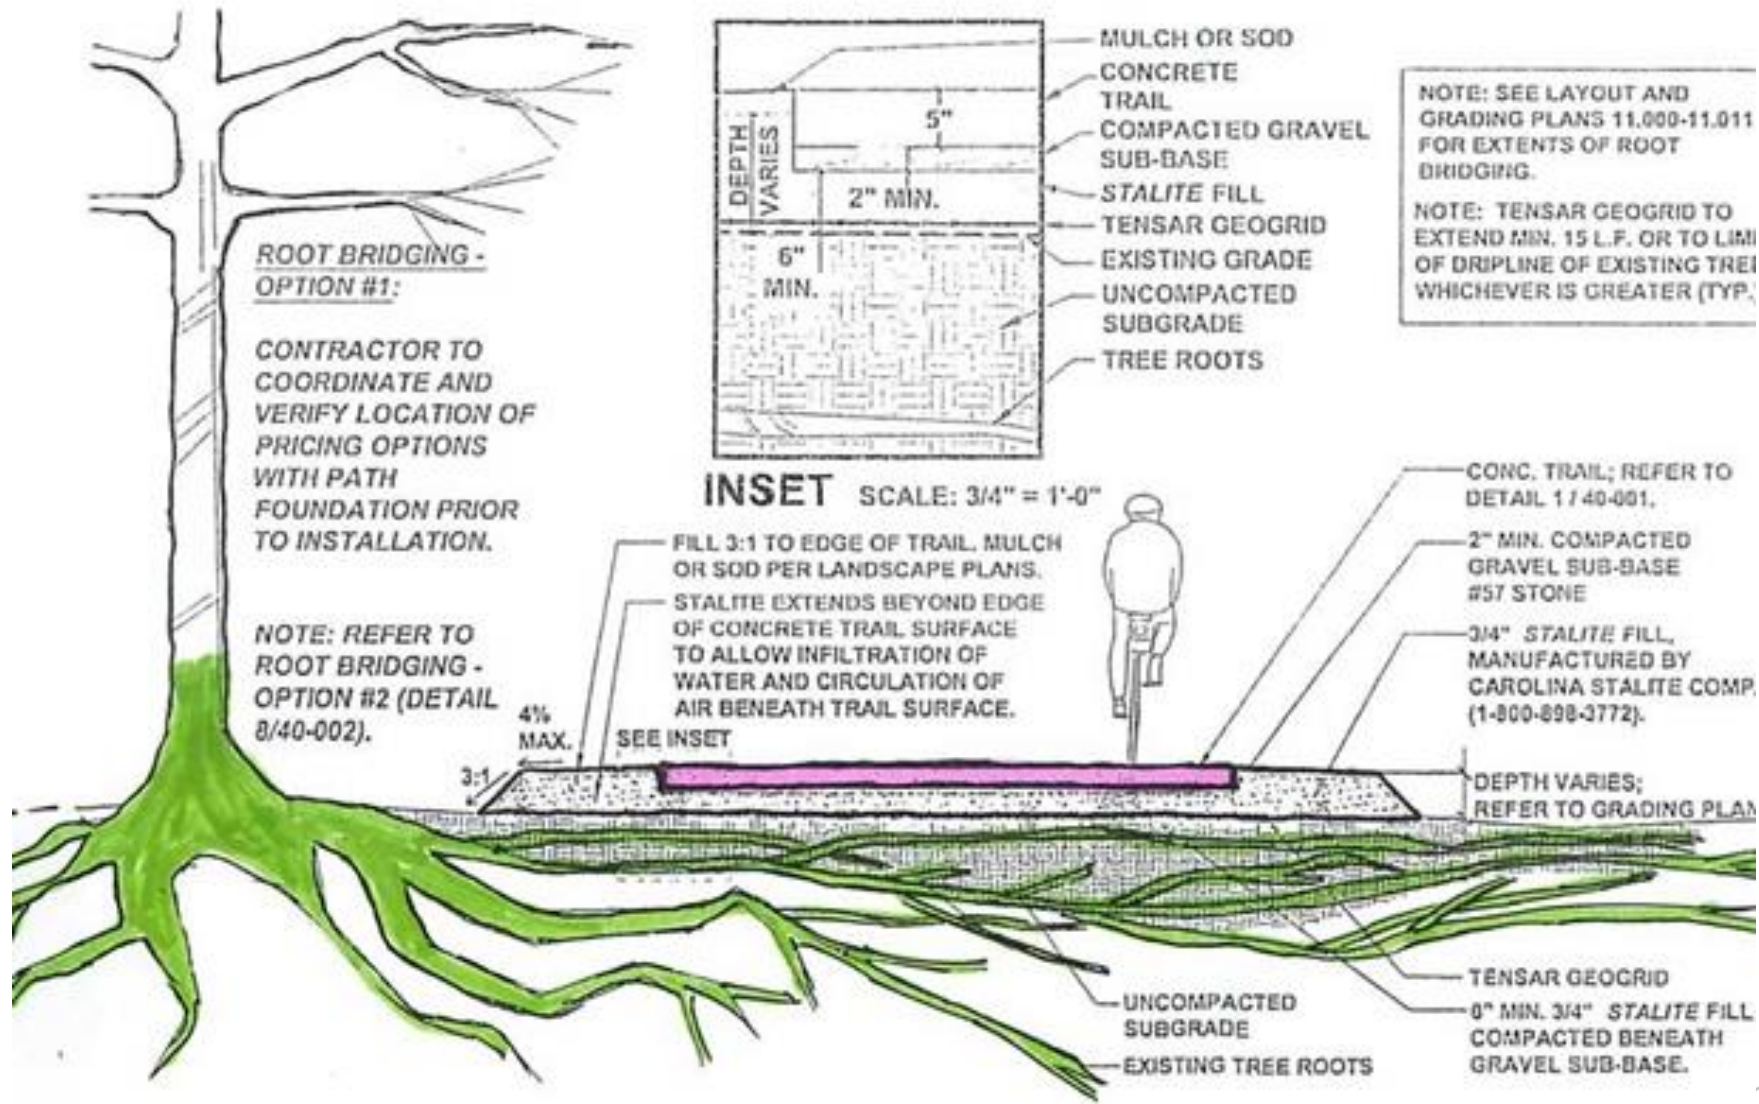 MULCH OR SOD
CONCRETE
TRAIL
COMPACTED GRAVEL
SUB-BASE
STALITE FILL
TENSAR GEOGRID
EXISTING GRADE
UNCOMPACTED
SUBGRADE
TREE ROOTS
DEPTH
VARIES
5"
2" MIN.
6"
MIN.
INSET SCALE: 3/4" = 1'-0"
NOTE: SEE LAYOUT AND
GRADING PLANS 11.000-11.011
FOR EXTENTS OF ROOT
BRIDGING.
NOTE: TENSAR GEOGRID TO
EXTEND MIN. 15 L.F. OR TO LIMI
OF DRIPLINE OF EXISTING TREE
WHICHEVER IS GREATER (TYP.
ROOT BRIDGING -
OPTION #1:
CONTRACTOR TO
COORDINATE AND
VERIFY LOCATION OF
PRICING OPTIONS
WITH PATH
FOUNDATION PRIOR
TO INSTALLATION.
NOTE: REFER TO
ROOT BRIDGING -
OPTION #2 (DETAIL
8/40-002).
FILL 3:1 TO EDGE OF TRAIL. MULCH
OR SOD PER LANDSCAPE PLANS.
STALITE EXTENDS BEYOND EDGE
OF CONCRETE TRAIL SURFACE
TO ALLOW INFILTRATION OF
WATER AND CIRCULATION OF
AIR BENEATH TRAIL SURFACE.
4%
MAX.
SEE INSET
3:1
CONC. TRAIL; REFER TO
DETAIL 1 / 40-001.
2" MIN. COMPACTED
GRAVEL SUB-BASE
#57 STONE
3/4" STALITE FILL,
MANUFACTURED BY
CAROLINA STALITE COMP.
(1-800-898-3772).
DEPTH VARIES;
REFER TO GRADING PLAN
TENSAR GEOGRID
MIN. 3/4" STALITE FILL
COMPACTED BENEATH
GRAVEL SUB-BASE.
UNCOMPACTED
SUBGRADE
EXISTING TREE ROOTS